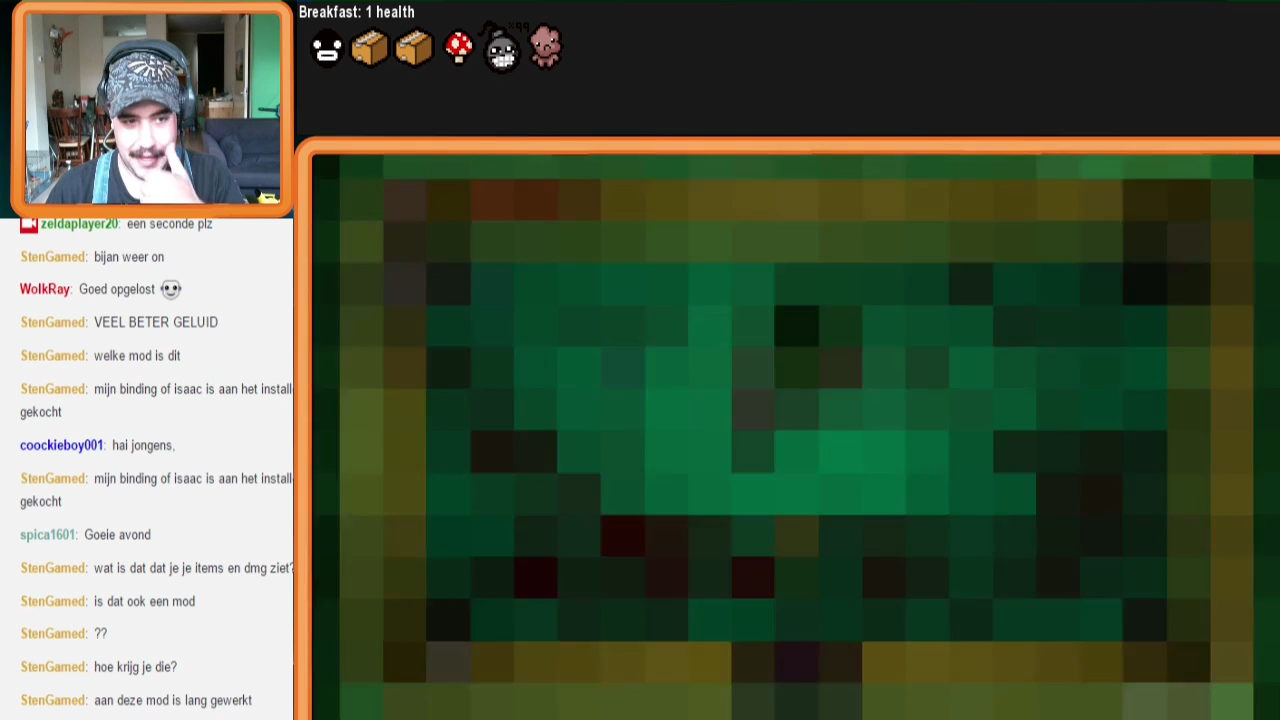 Breakfast: 1 health
x99
zeldaplayer20: een seconde plz
StenGamed: bijan weer on
WolkRay: Goed opgelost
StenGamed: VEEL BETER GELUID
StenGamed: welke mod is dit
StenGamed: mijn binding of isaac is aan het install
gekocht
coockieboy001: hai jongens,
StenGamed: mijn binding of isaac is aan het install
gekocht
spica1601: Goeie avond
StenGamed: wat is dat dat je je items en dmg ziet?
StenGamed: is dat ook een mod
StenGamed: ??
StenGamed: hoe krijg je die?
StenGamed: aan deze mod is lang gewerkt